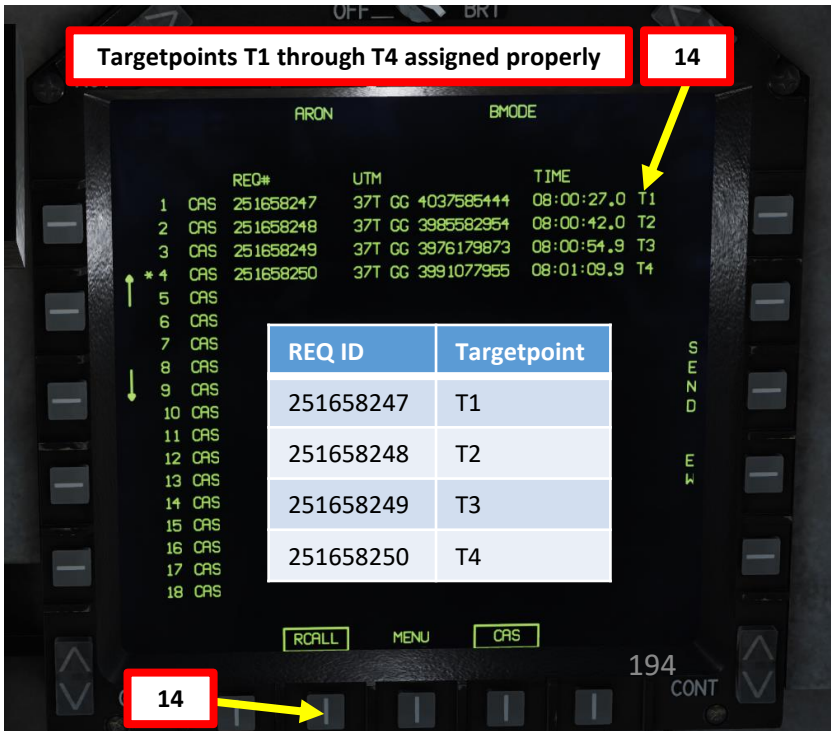 OFF BRT
Targetpoints T1 through T4 assigned properly
14
ARON BMODE
REQ# UTM TIME
1 CAS 251658247 37T GG 4037585444 08:00:27.0 T1
2 CAS 251658248 37T GG 3985582954 08:00:42.0 T2
3 CAS 251658249 37T GG 3976179873 08:00:54.9 T3
*4 CAS 251658250 37T GG 3991077955 08:01:09.9 T4
5 CAS
6 CAS
7 CAS
8 CAS
9 CAS
10 CAS
11 CAS
12 CAS
13 CAS
14 CAS
15 CAS
16 CAS
17 CAS
18 CAS
REQ ID Targetpoint
251658247 T1
251658248 T2
251658249 T3
251658250 T4
SEND EW
RCALL MENU CAS
194
CONT
14